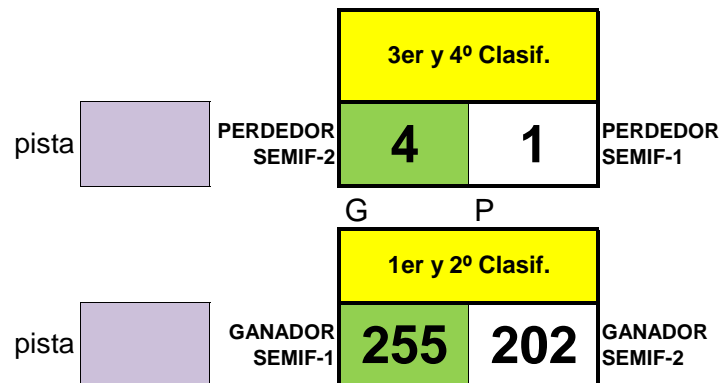 3er y 4º Clasif.
pista
PERDEDOR
SEMIF-2
4
1
PERDEDOR
SEMIF-1
G
P
1er y 2º Clasif.
pista
GANADOR
SEMIF-1
255
202
GANADOR
SEMIF-2